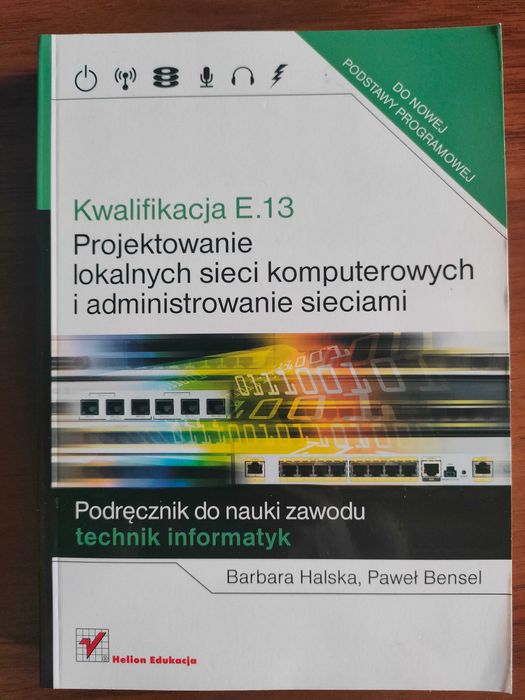 DO NOWEJ
PODSTAWY PROGRAMOWEJ
Kwalifikacja E.13
Projektowanie
lokalnych sieci komputerowych
i administrowanie sieciami
Podręcznik do nauki zawodu
technik informatyk
Barbara Halska, Paweł Bensel
Helion Edukacja